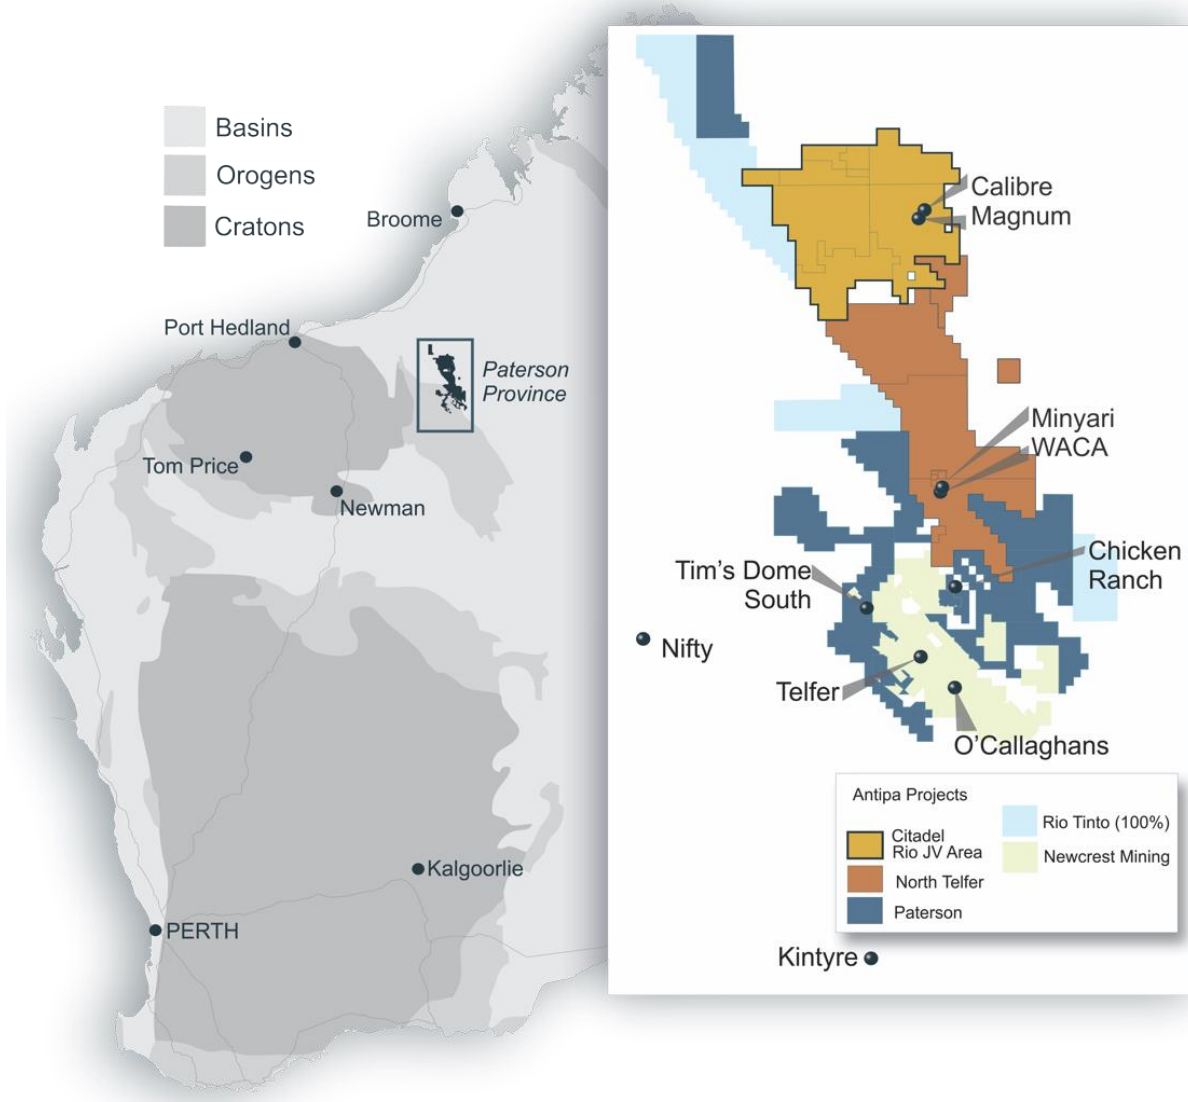 Basins
Orogens
Cratons
Broome
Port Hedland
Paterson
Province
Tom Price
Newman
Kalgoorlie
PERTH
Calibre
Magnum
Minyari
WACA
Chicken
Ranch
Tim's Dome
South
Nifty
Telfer
O'Callaghans
Antipa Projects
Citadel
Rio JV Area
North Telfer
Paterson
Rio Tinto (100%)
Newcrest Mining
Kintyre